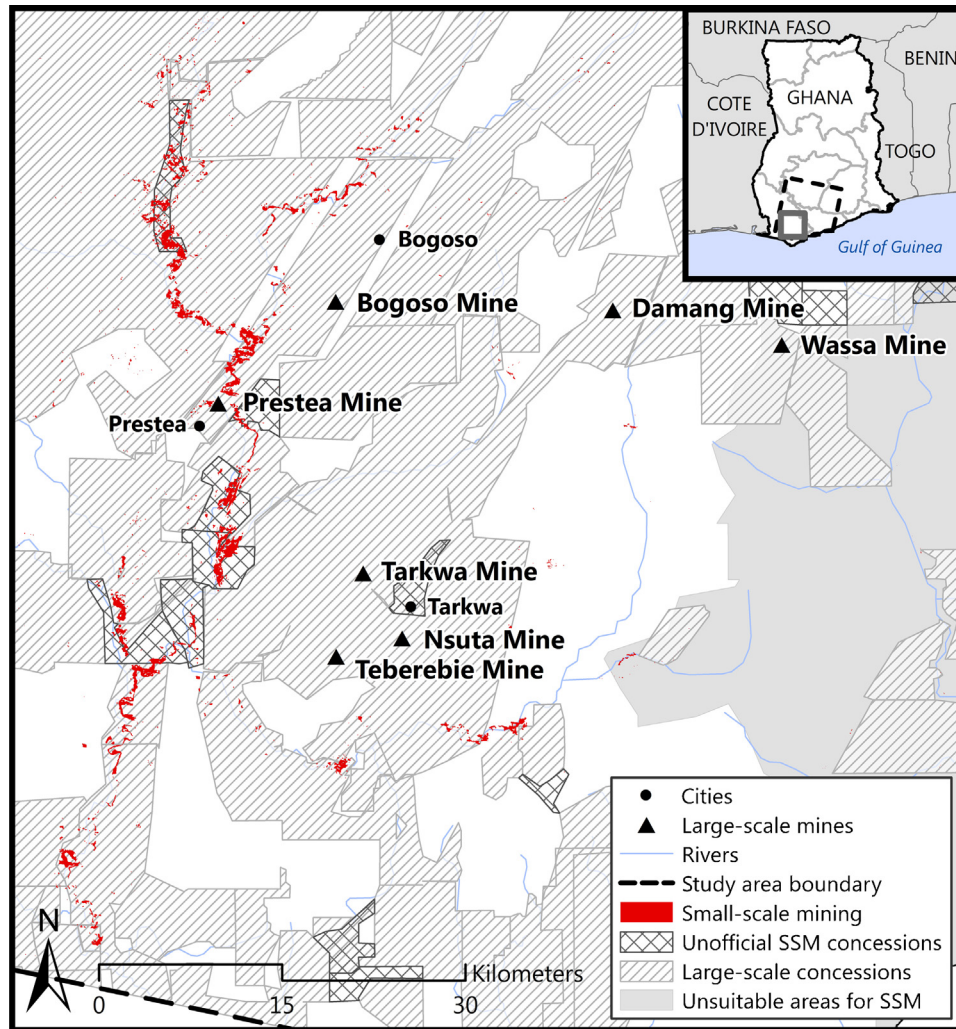 BURKINA FASO
BENIN
GHANA
COTE
D'IVOIRE
TOGO
Gulf of Guinea
Bogoso
Bogoso Mine
Damang Mine
Wassa Mine
Prestea Mine
Prestea
Tarkwa Mine
Tarkwa
Nsuta Mine
Teberebie Mine
Cities
Large-scale mines
Rivers
Study area boundary
Small-scale mining
Unofficial SSM concessions
Large-scale concessions
Unsuitable areas for SSM
N
Kilometers
0 15 30